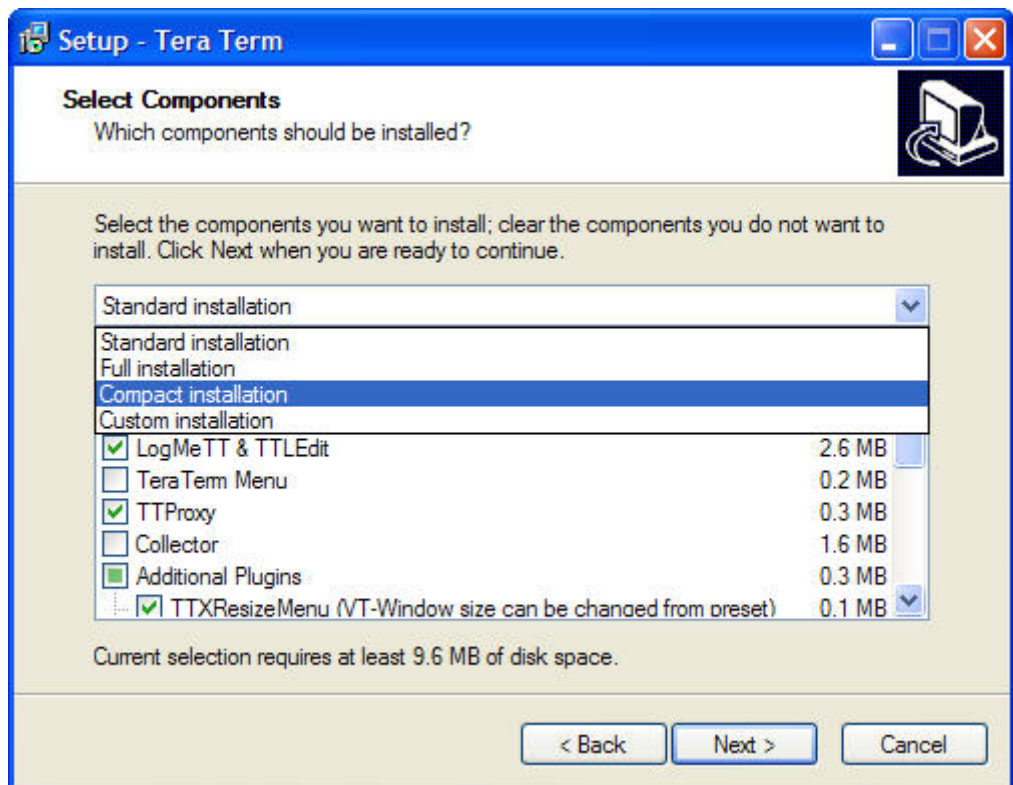 Setup - Tera Term
Select Components
Which components should be installed?
Select the components you want to install; clear the components you do not want to
install. Click Next when you are ready to continue.
Standard installation
Standard installation
Full installation
Compact installation
Custom installation
LogMeTT & TTLEdit 2.6 MB
TeraTerm Menu 0.2 MB
TTProxy 0.3 MB
Collector 1.6 MB
Additional Plugins 0.3 MB
TTXResizeMenu (VT-Window size can be changed from preset) 0.1 MB
Current selection requires at least 9.6 MB of disk space.
< Back Next > Cancel